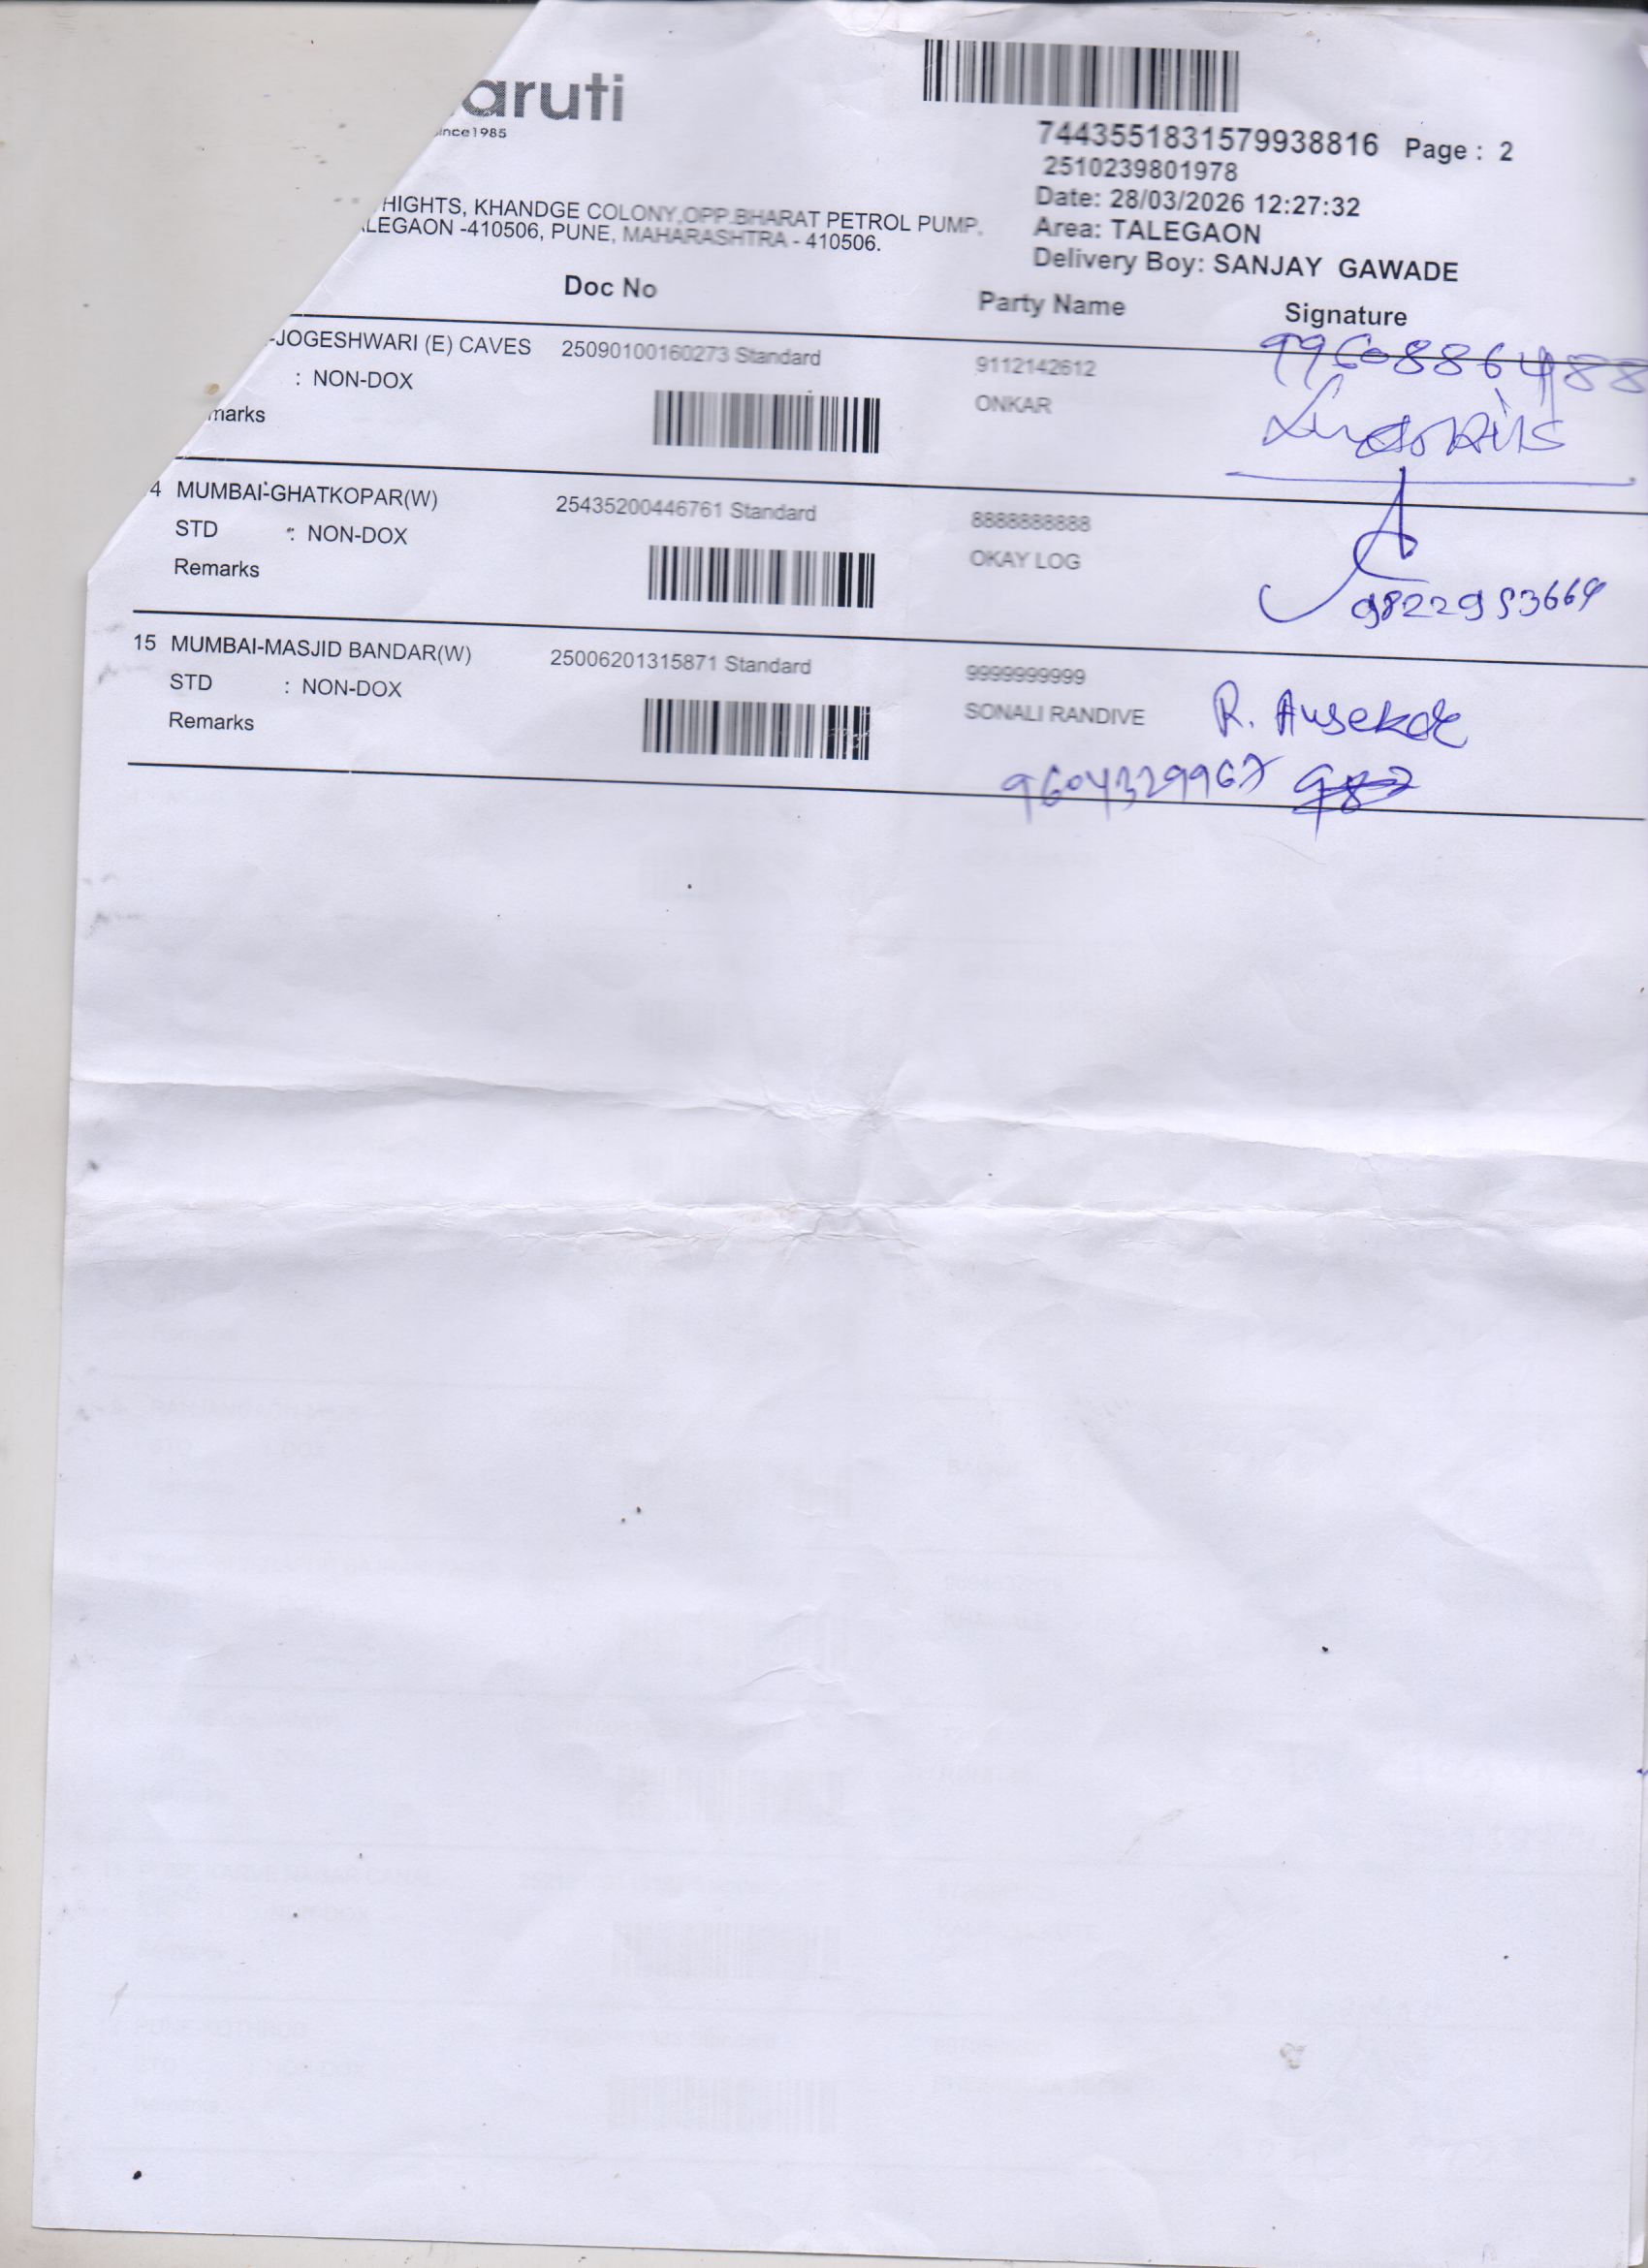 aruti
ince1985
7443551831579938816 Page : 2
2510239801978
Date: 28/03/2026 12:27:32
Area: TALEGAON
Delivery Boy: SANJAY GAWADE
HIGHTS, KHANDGE COLONY,OPP.BHARAT PETROL PUMP,
LEGAON -410506, PUNE, MAHARASHTRA - 410506.
Doc No Party Name Signature
-JOGESHWARI (E) CAVES 25090100160273 Standard 9112142612
: NON-DOX ONKAR
marks
4 MUMBAI-GHATKOPAR(W) 25435200446761 Standard 8888888888
STD : NON-DOX OKAY LOG
Remarks 9822993664
15 MUMBAI-MASJID BANDAR(W) 25006201315871 Standard 9999999999
STD : NON-DOX SONALI RANDIVE R. Ausekar
Remarks
9604329967